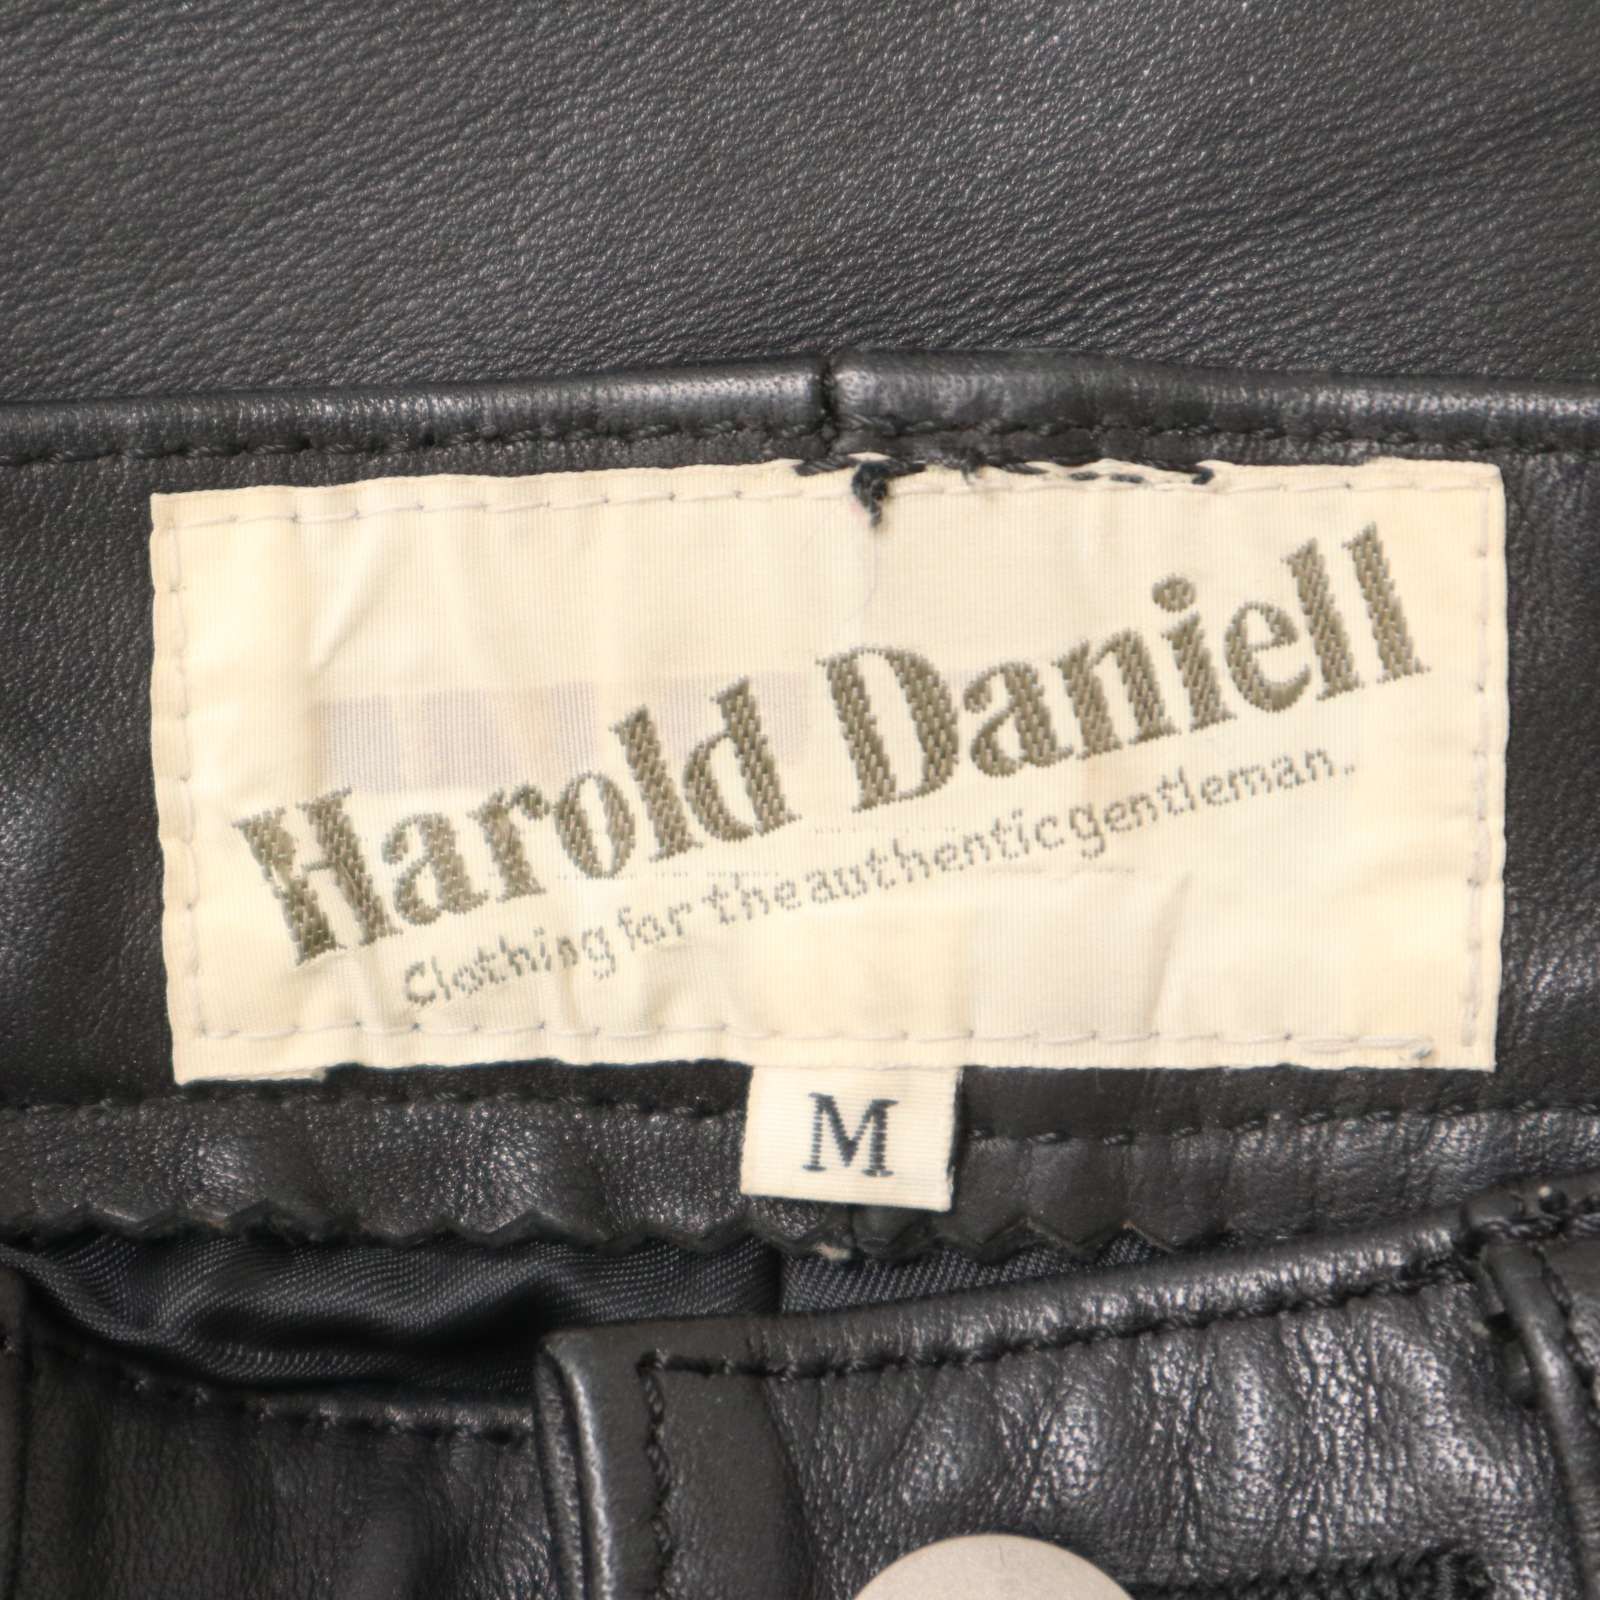 Harold Daniell
Clothing for the authentic gentleman.
M